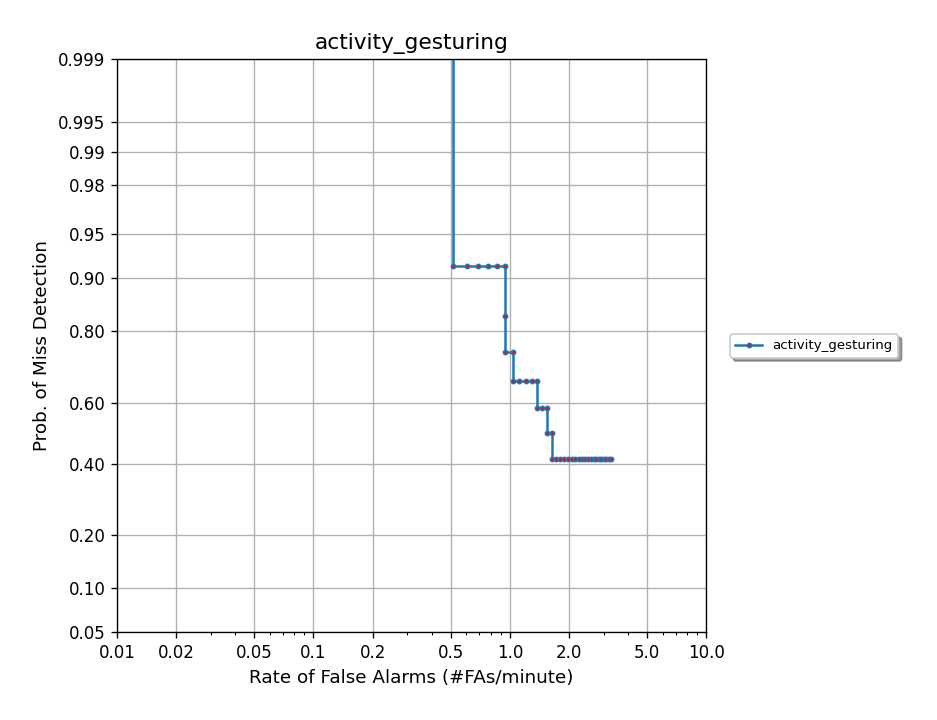 activity_gesturing
0.999
0.995
0.99
0.98
0.95
0.90
0.80
0.60
0.40
0.20
0.10
0.05
Prob. of Miss Detection
0.01 0.02 0.05 0.1 0.2 0.5 1.0 2.0 5.0 10.0
Rate of False Alarms (#FAs/minute)
activity_gesturing